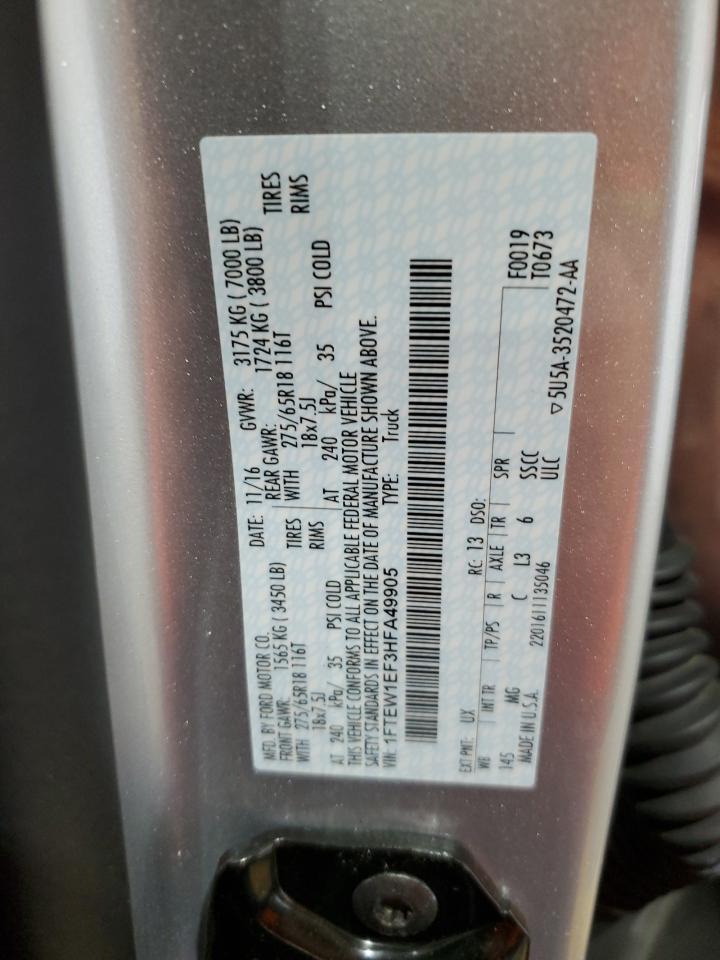 MFD. BY FORD MOTOR CO. DATE: 11/16 GVWR: 3175 KG ( 7000 LB)
FRONT GAWR: 1565 KG ( 3450 LB) REAR GAWR: 1724 KG ( 3800 LB)
WITH 275/65R18 116T TIRES WITH 275/65R18 116T TIRES
18x7.5J RIMS 18x7.5J RIMS
AT 240 kPa/ 35 PSI COLD AT 240 kPa/ 35 PSI COLD
THIS VEHICLE CONFORMS TO ALL APPLICABLE FEDERAL MOTOR VEHICLE
SAFETY STANDARDS IN EFFECT ON THE DATE OF MANUFACTURE SHOWN ABOVE.
VIN: 1FTEW1EF3HFA49905 TYPE: Truck
EXT PNT: UX RC: 13 DSO: F0019
WB INT TR TP/PS R AXLE TR SPR T0673
145 MG C L3 6 SSCC
MADE IN U.S.A. 2201611135046 ULC ▽5U5A-3520472-AA